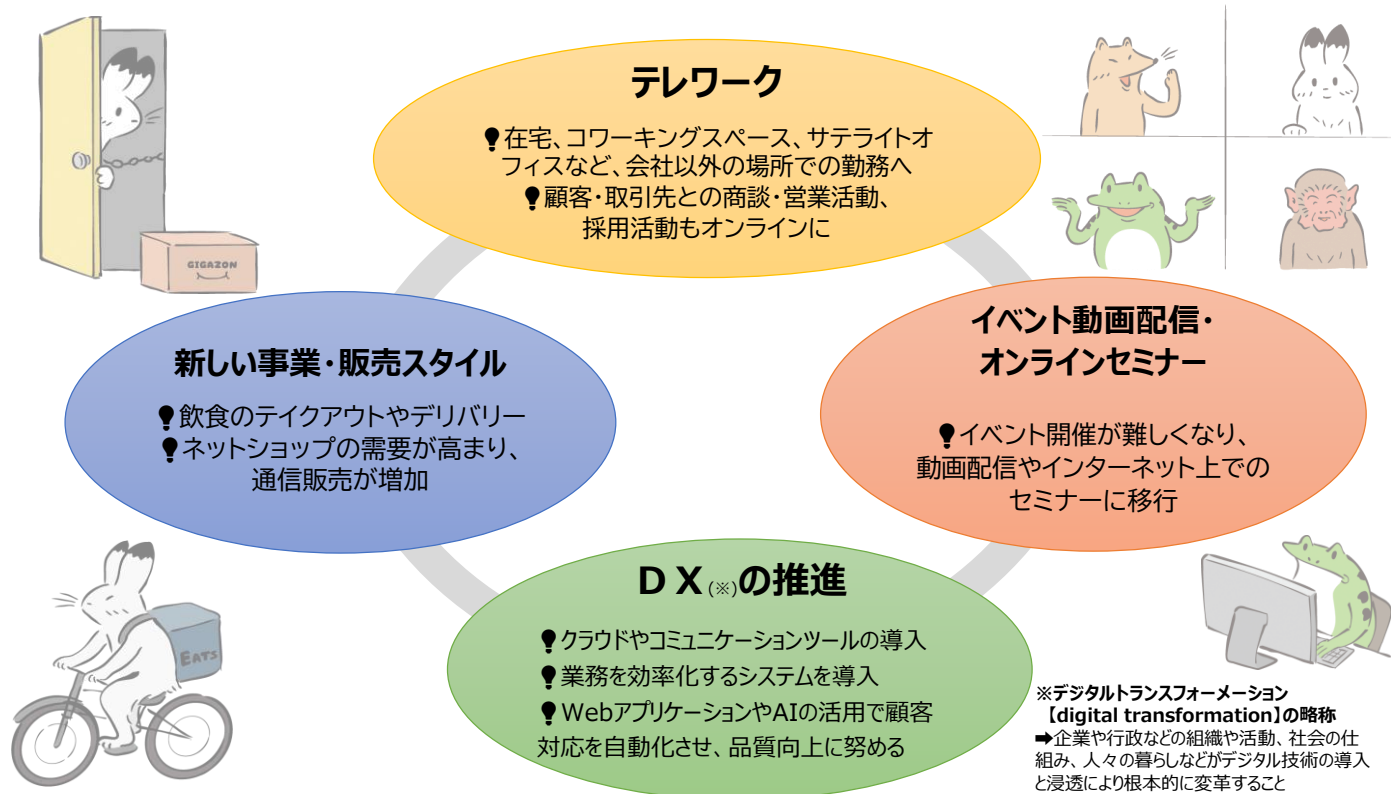 テレワーク
在宅、コワーキングスペース、サテライトオ
フィスなど、会社以外の場所での勤務へ
顧客・取引先との商談・営業活動、
採用活動もオンラインに
GIGAZON
イベント動画配信・
オンラインセミナー
イベント開催が難しくなり、
動画配信やインターネット上での
セミナーに移行
新しい事業・販売スタイル
飲食のテイクアウトやデリバリー
ネットショップの需要が高まり、
通信販売が増加
ＤＸ(※)の推進
クラウドやコミュニケーションツールの導入
業務を効率化するシステムを導入
WebアプリケーションやAIの活用で顧客
対応を自動化させ、品質向上に努める
EATS
※デジタルトランスフォーメーション
【digital transformation】の略称
➡企業や行政などの組織や活動、社会の仕
組み、人々の暮らしなどがデジタル技術の導入
と浸透により根本的に変革すること